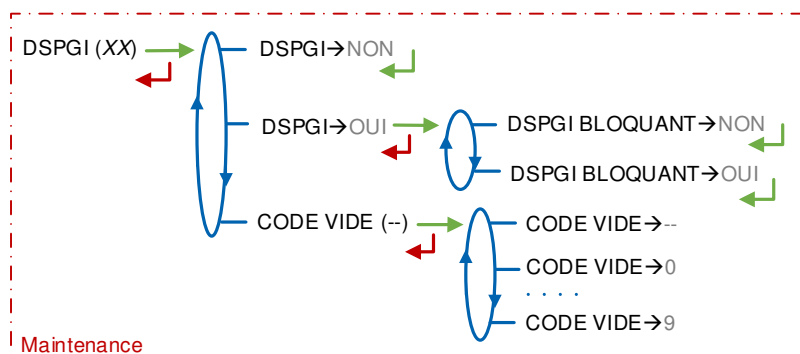 DSPGI (XX)
DSPGI→NON
DSPGI→OUI
DSPGI BLOQUANT→NON
DSPGI BLOQUANT→OUI
CODE VIDE (--)
CODE VIDE→--
CODE VIDE→0
. . . .
CODE VIDE→9
Maintenance